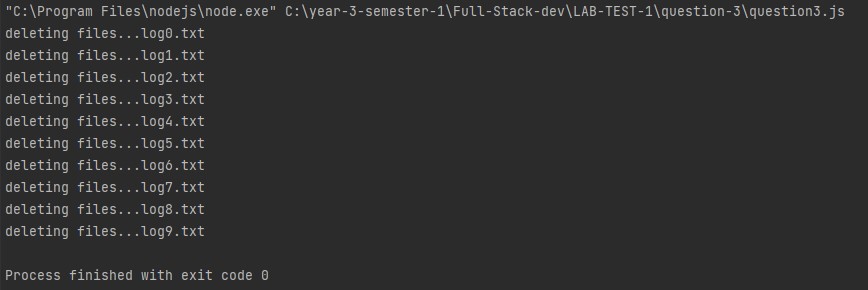 "C:\Program Files\nodejs\node.exe" C:\year-3-semester-1\Full-Stack-dev\LAB-TEST-1\question-3\question3.js
deleting files...log0.txt
deleting files...log1.txt
deleting files...log2.txt
deleting files...log3.txt
deleting files...log4.txt
deleting files...log5.txt
deleting files...log6.txt
deleting files...log7.txt
deleting files...log8.txt
deleting files...log9.txt
Process finished with exit code 0